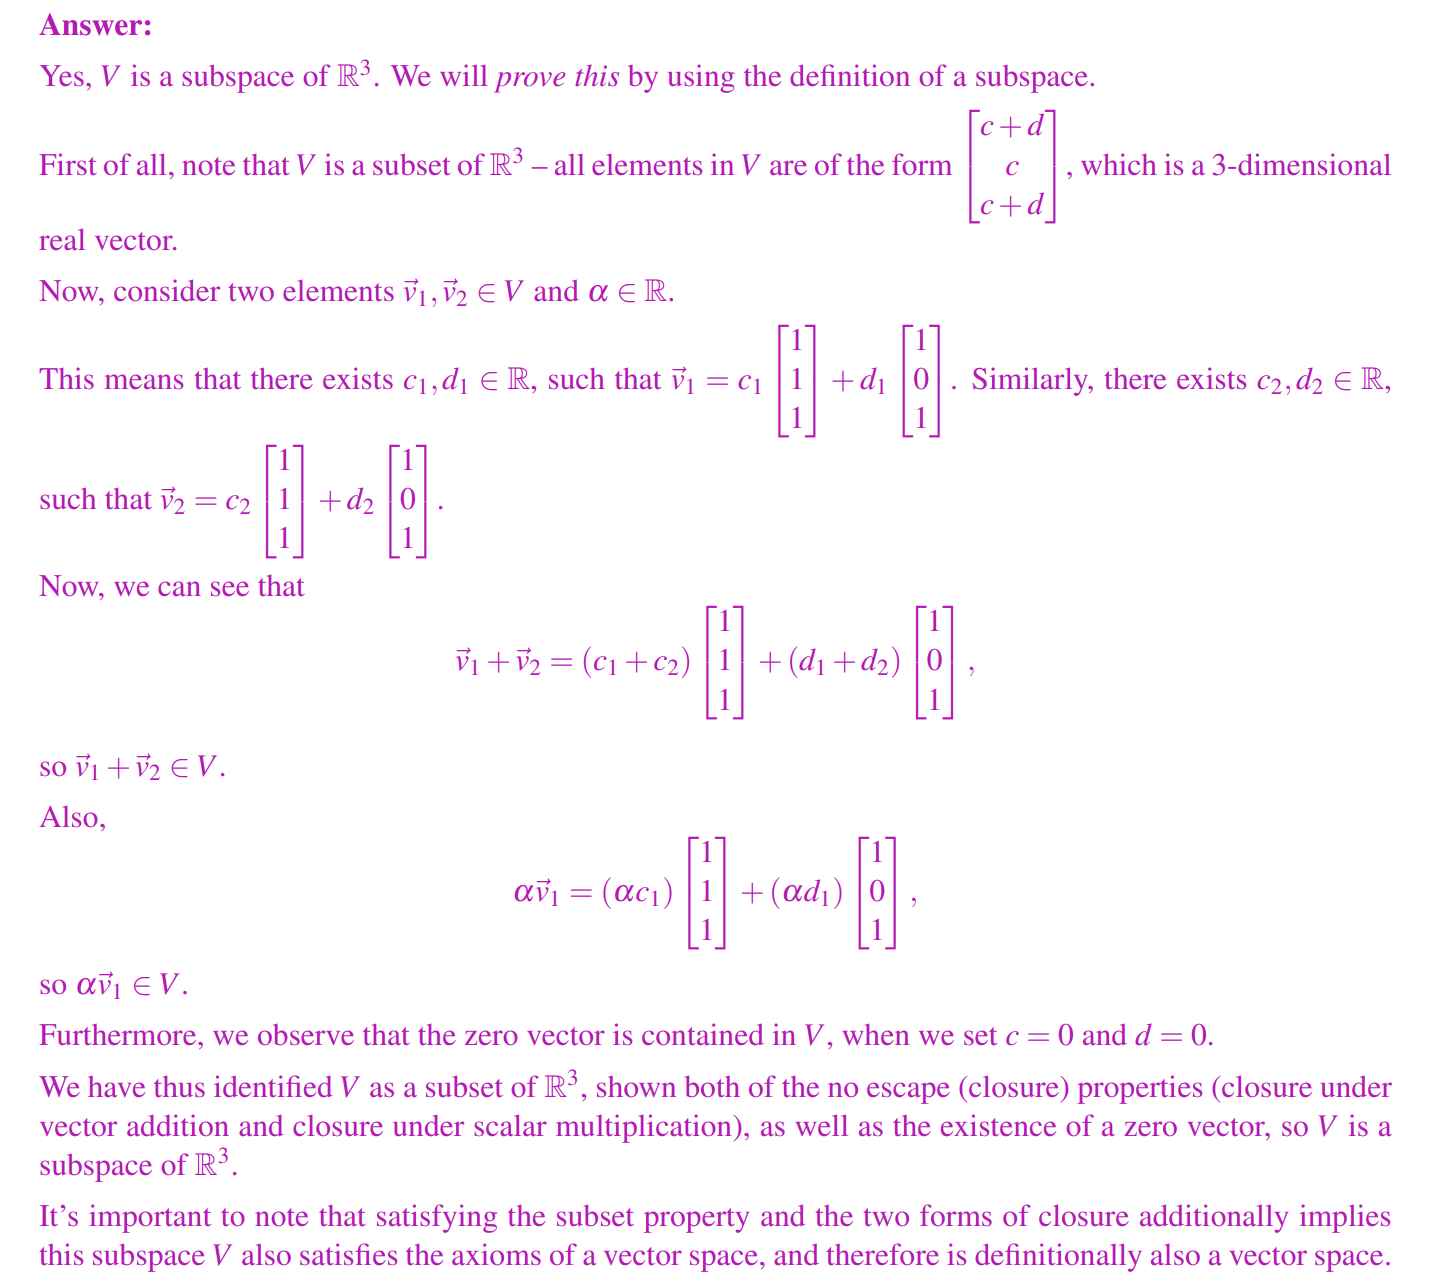 Answer:
Yes, V is a subspace of ℝ³. We will prove this by using the definition of a subspace.
First of all, note that V is a subset of ℝ³ – all elements in V are of the form $\begin{bmatrix} c+d \\ c \\ c+d \end{bmatrix}$, which is a 3-dimensional
real vector.
Now, consider two elements $\vec{v}_1, \vec{v}_2 \in V$ and $\alpha \in \mathbb{R}$.
This means that there exists $c_1, d_1 \in \mathbb{R}$, such that $\vec{v}_1 = c_1 \begin{bmatrix} 1 \\ 1 \\ 1 \end{bmatrix} + d_1 \begin{bmatrix} 1 \\ 0 \\ 1 \end{bmatrix}$. Similarly, there exists $c_2, d_2 \in \mathbb{R}$,
such that $\vec{v}_2 = c_2 \begin{bmatrix} 1 \\ 1 \\ 1 \end{bmatrix} + d_2 \begin{bmatrix} 1 \\ 0 \\ 1 \end{bmatrix}$.
Now, we can see that
$\vec{v}_1 + \vec{v}_2 = (c_1 + c_2) \begin{bmatrix} 1 \\ 1 \\ 1 \end{bmatrix} + (d_1 + d_2) \begin{bmatrix} 1 \\ 0 \\ 1 \end{bmatrix}$,
so $\vec{v}_1 + \vec{v}_2 \in V$.
Also,
$\alpha\vec{v}_1 = (\alpha c_1) \begin{bmatrix} 1 \\ 1 \\ 1 \end{bmatrix} + (\alpha d_1) \begin{bmatrix} 1 \\ 0 \\ 1 \end{bmatrix}$,
so $\alpha\vec{v}_1 \in V$.
Furthermore, we observe that the zero vector is contained in V, when we set c = 0 and d = 0.
We have thus identified V as a subset of ℝ³, shown both of the no escape (closure) properties (closure under
vector addition and closure under scalar multiplication), as well as the existence of a zero vector, so V is a
subspace of ℝ³.
It's important to note that satisfying the subset property and the two forms of closure additionally implies
this subspace V also satisfies the axioms of a vector space, and therefore is definitionally also a vector space.